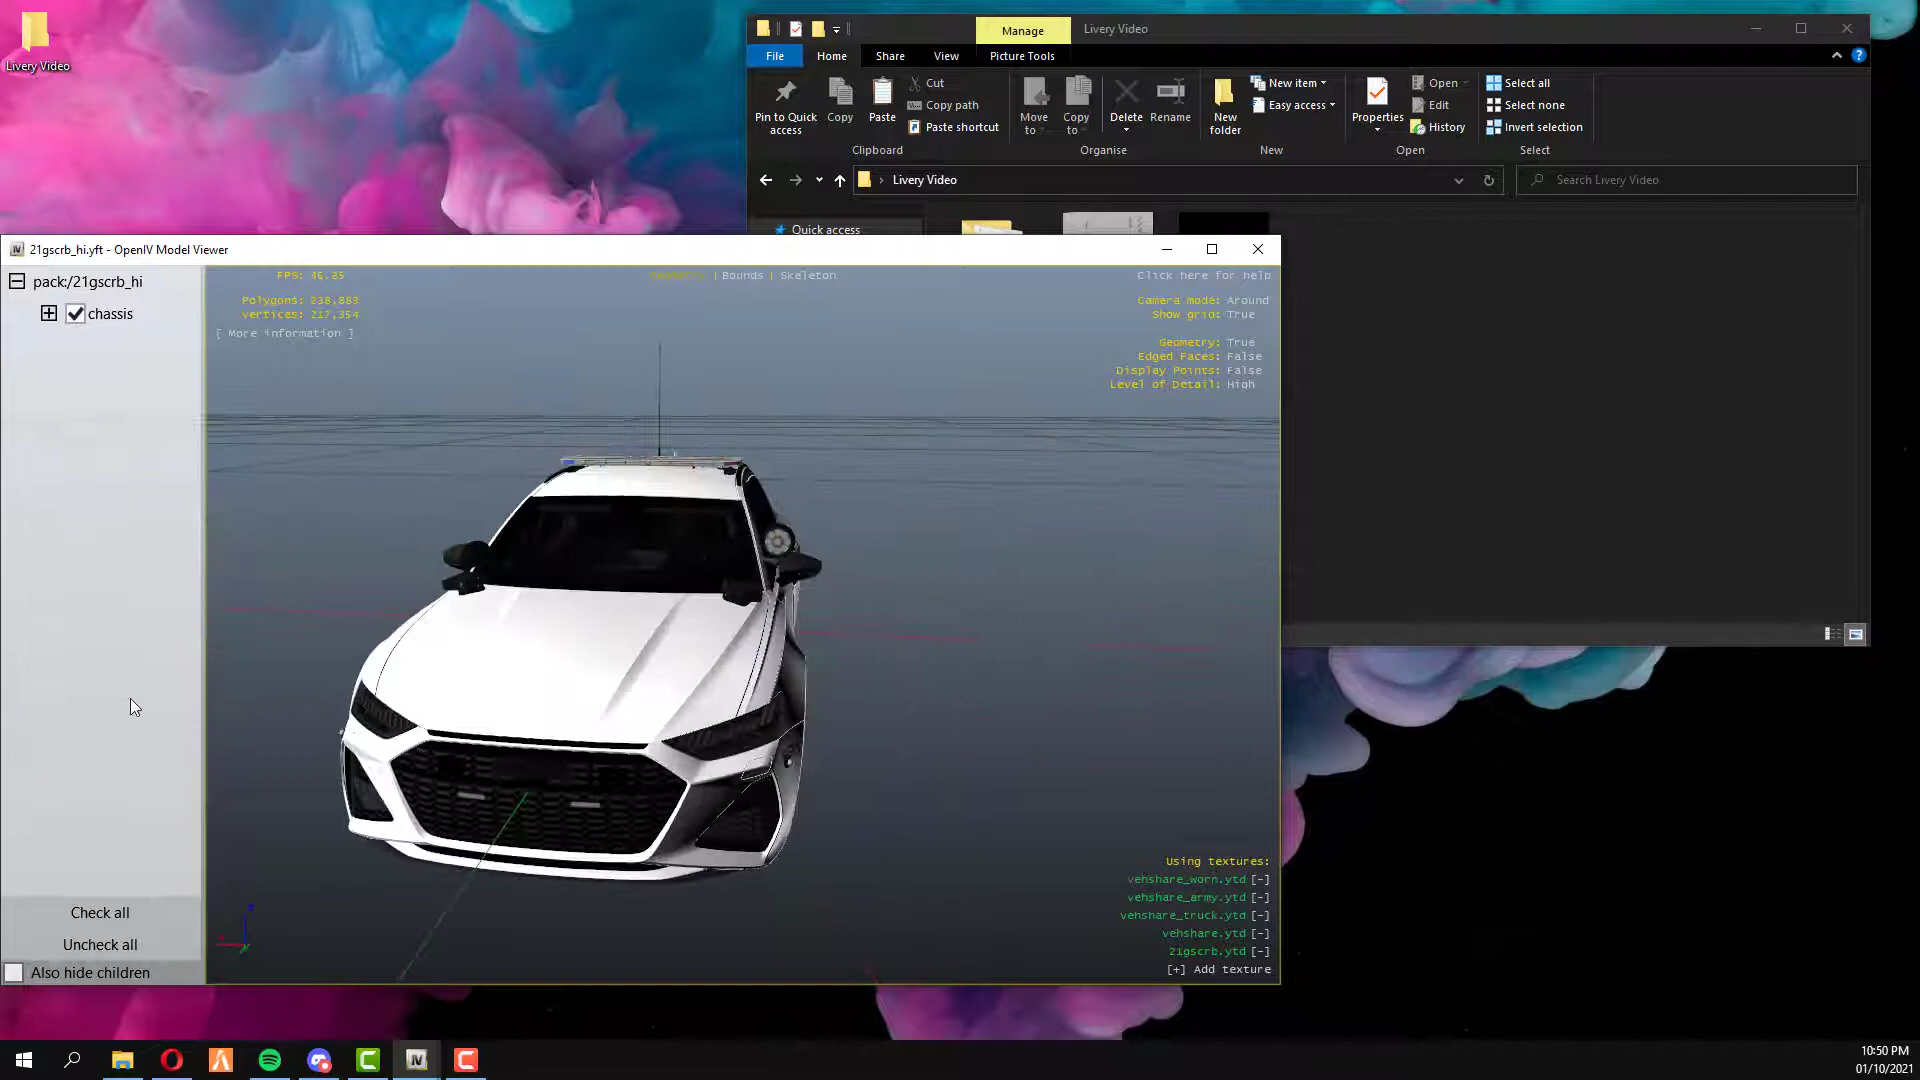 Livery Video
Manage
Livery Video
File
Home
Share
View
Picture Tools
Pin to Quick access
Copy
Paste
Cut
Copy path
Paste shortcut
Clipboard
Move to
Copy to
Delete
Rename
Organise
New folder
New item
Easy access
New
Properties
Open
Edit
History
Open
Select all
Select none
Invert selection
Select
Livery Video
Search Livery Video
Quick access
21gscrb_hi.yft - OpenIV Model Viewer
pack:/21gscrb_hi
chassis
Check all
Uncheck all
Also hide children
Polygons: 238,883
vertices: 217,354
[ More information ]
| Bounds | Skeleton
Click here for help
Camera mode: Around
Show grid: True
Geometry: True
Edged Faces: False
Display Points: False
Level of Detail: High
Using textures:
vehshare_worn.ytd [-]
vehshare_army.ytd [-]
vehshare_truck.ytd [-]
vehshare.ytd [-]
21gscrb.ytd [-]
[+] Add texture
10:50 PM
01/10/2021